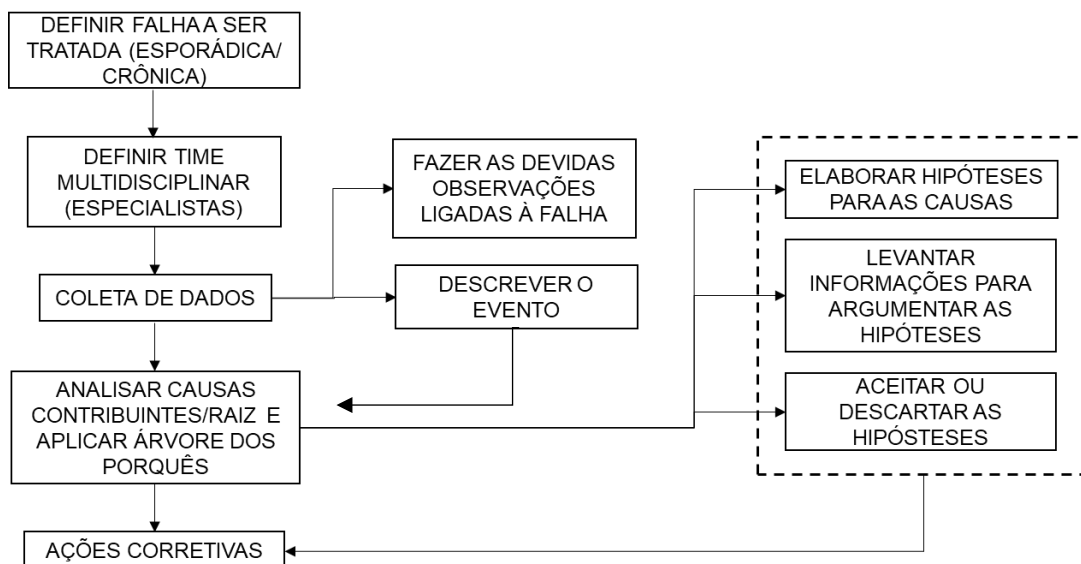 DEFINIR FALHA A SER
TRATADA (ESPORÁDICA/
CRÔNICA)
DEFINIR TIME
MULTIDISCIPLINAR
(ESPECIALISTAS)
COLETA DE DADOS
ANALISAR CAUSAS
CONTRIBUINTES/RAIZ E
APLICAR ÁRVORE DOS
PORQUÊS
AÇÕES CORRETIVAS
FAZER AS DEVIDAS
OBSERVAÇÕES
LIGADAS À FALHA
DESCREVER O
EVENTO
ELABORAR HIPÓTESES
PARA AS CAUSAS
LEVANTAR
INFORMAÇÕES PARA
ARGUMENTAR AS
HIPÓTESES
ACEITAR OU
DESCARTAR AS
HIPÓSTESES